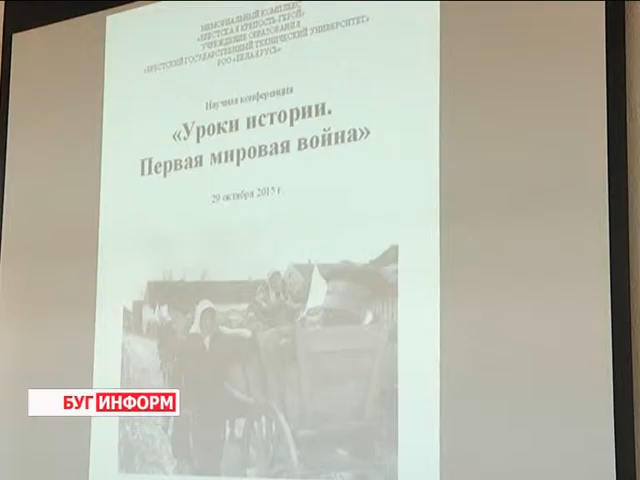 МЕМОРИАЛЬНЫЙ КОМПЛЕКС
«БРЕСТСКАЯ КРЕПОСТЬ-ГЕРОЙ»
УЧРЕЖДЕНИЕ ОБРАЗОВАНИЯ
«БРЕСТСКИЙ ГОСУДАРСТВЕННЫЙ ТЕХНИЧЕСКИЙ УНИВЕРСИТЕТ»
РОО «БЕЛАЯ РУСЬ»
Научная конференция
«Уроки истории.
Первая мировая война»
29 октября 2015 г.
БУГИНФОРМ